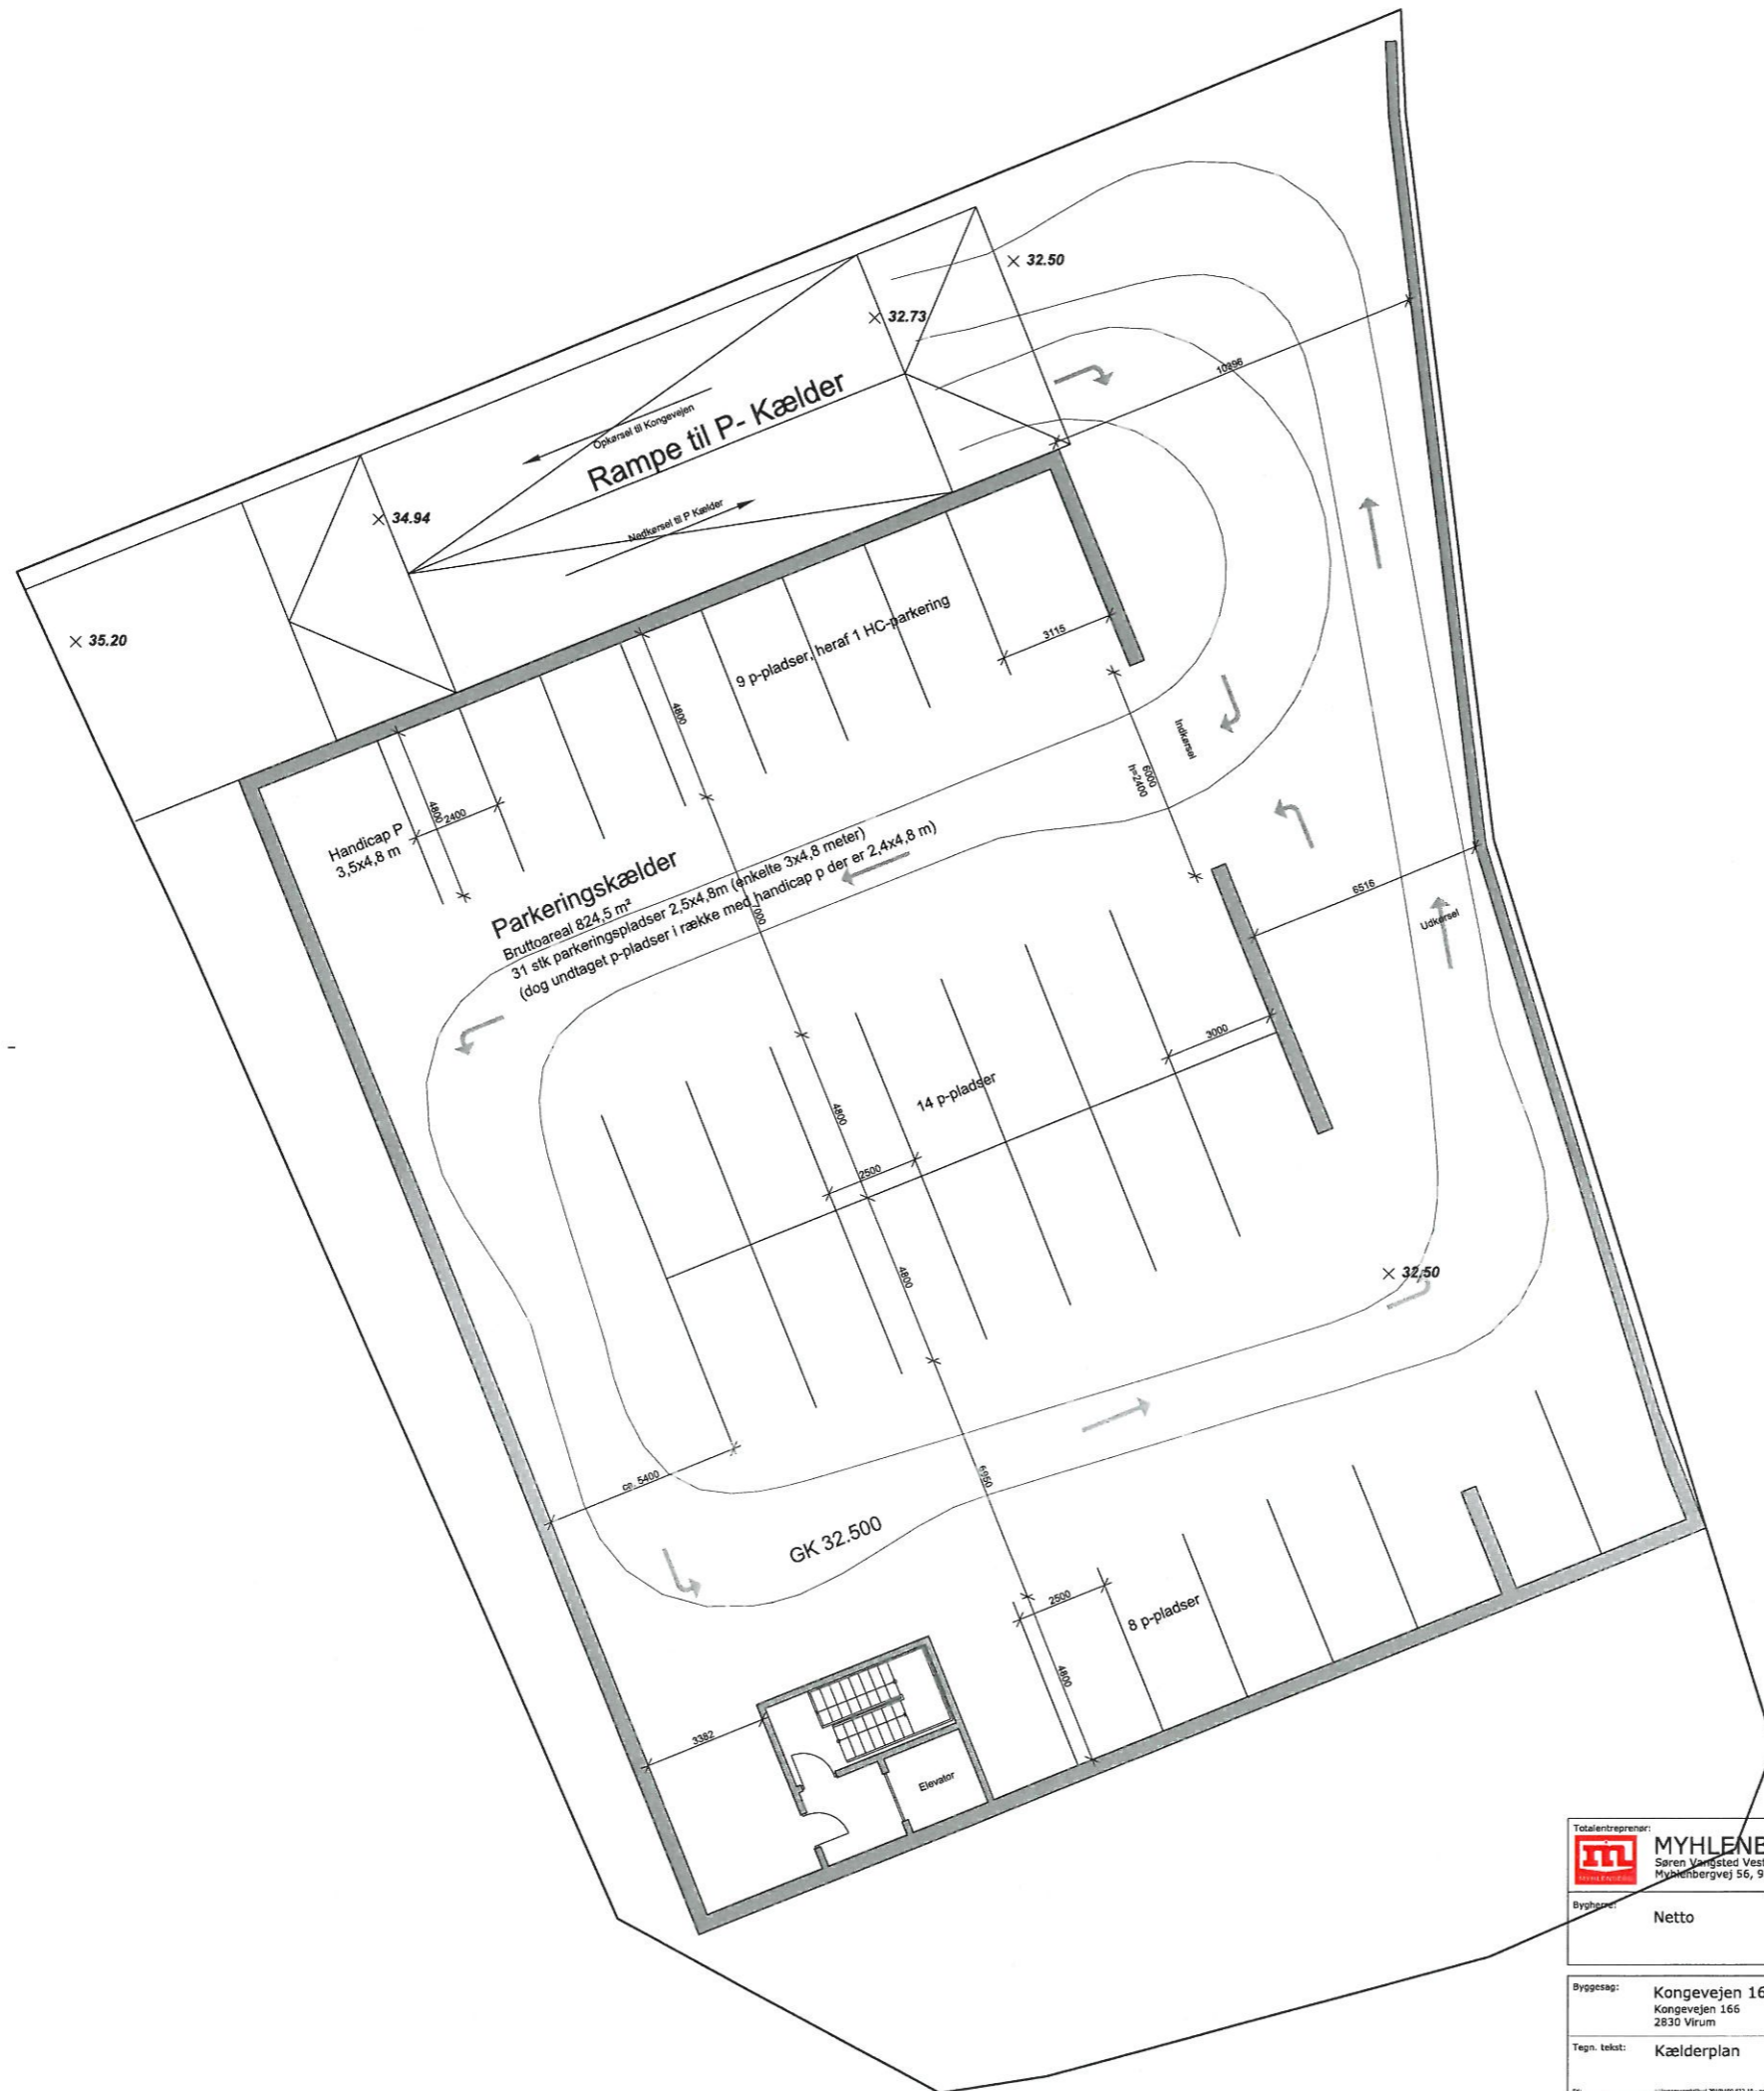 32.50
32.73
10396
Opkørsel til Kongevejen
Rampe til P- Kælder
34.94
Nedkørsel til P Kælder
35.20
9 p-pladser, heraf 1 HC-parkering
3115
4800
Indkørsel
6000
h=2400
4800
2400
Handicap P
3,5x4,8 m
Parkeringskælder
Bruttoareal 824,5 m²
31 stk parkeringspladser 2,5x4,8m (enkelte 3x4,8 meter)
(dog undtaget p-pladser i række med handicap p der er 2,4x4,8 m)
7000
6516
Udkørsel
3000
14 p-pladser
4800
2500
4800
32,50
ca. 5400
6950
GK 32.500
2500
8 p-pladser
4800
3382
Elevator
Totalentreprenør:
MYHLENBERG
MYHLENB
Søren Vangsted Vest
Myhlenbergvej 56, 9
Bygherre:
Netto
Byggesag:
Kongevejen 16
Kongevejen 166
2830 Virum
Tegn. tekst:
Kælderplan